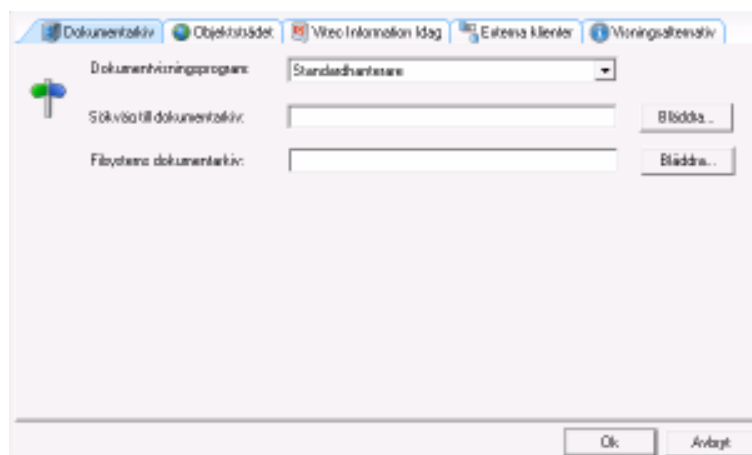 Dokumentarkiv Objektsträdet Viteo Information Idag Externa klienter Visningsalternativ
Dokumentvisningsprogram: Standardhanterare
Sökväg till dokumentarkiv: Bläddra...
Filsystems dokumentarkiv: Bläddra...
Ok Avbryt